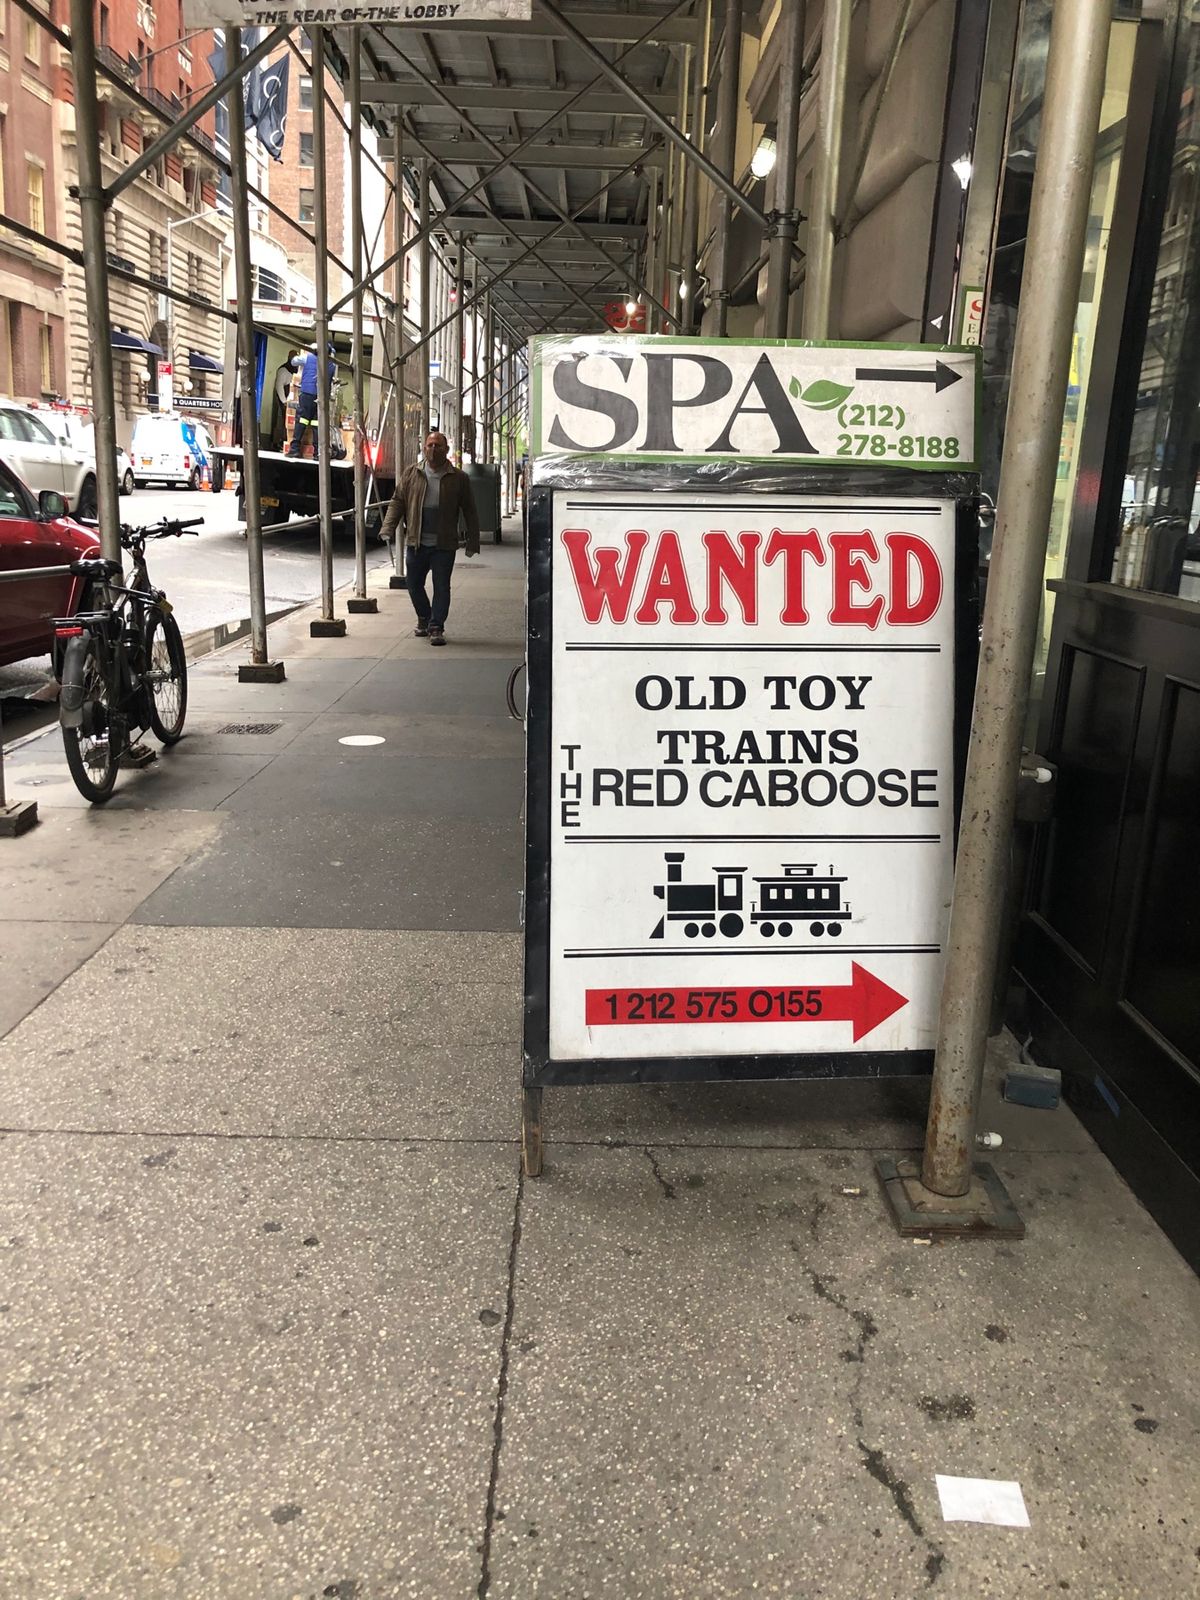 THE REAR OF THE LOBBY
SPA
(212)
278-8188
WANTED
OLD TOY
TRAINS
THE RED CABOOSE
1 212 575 0155